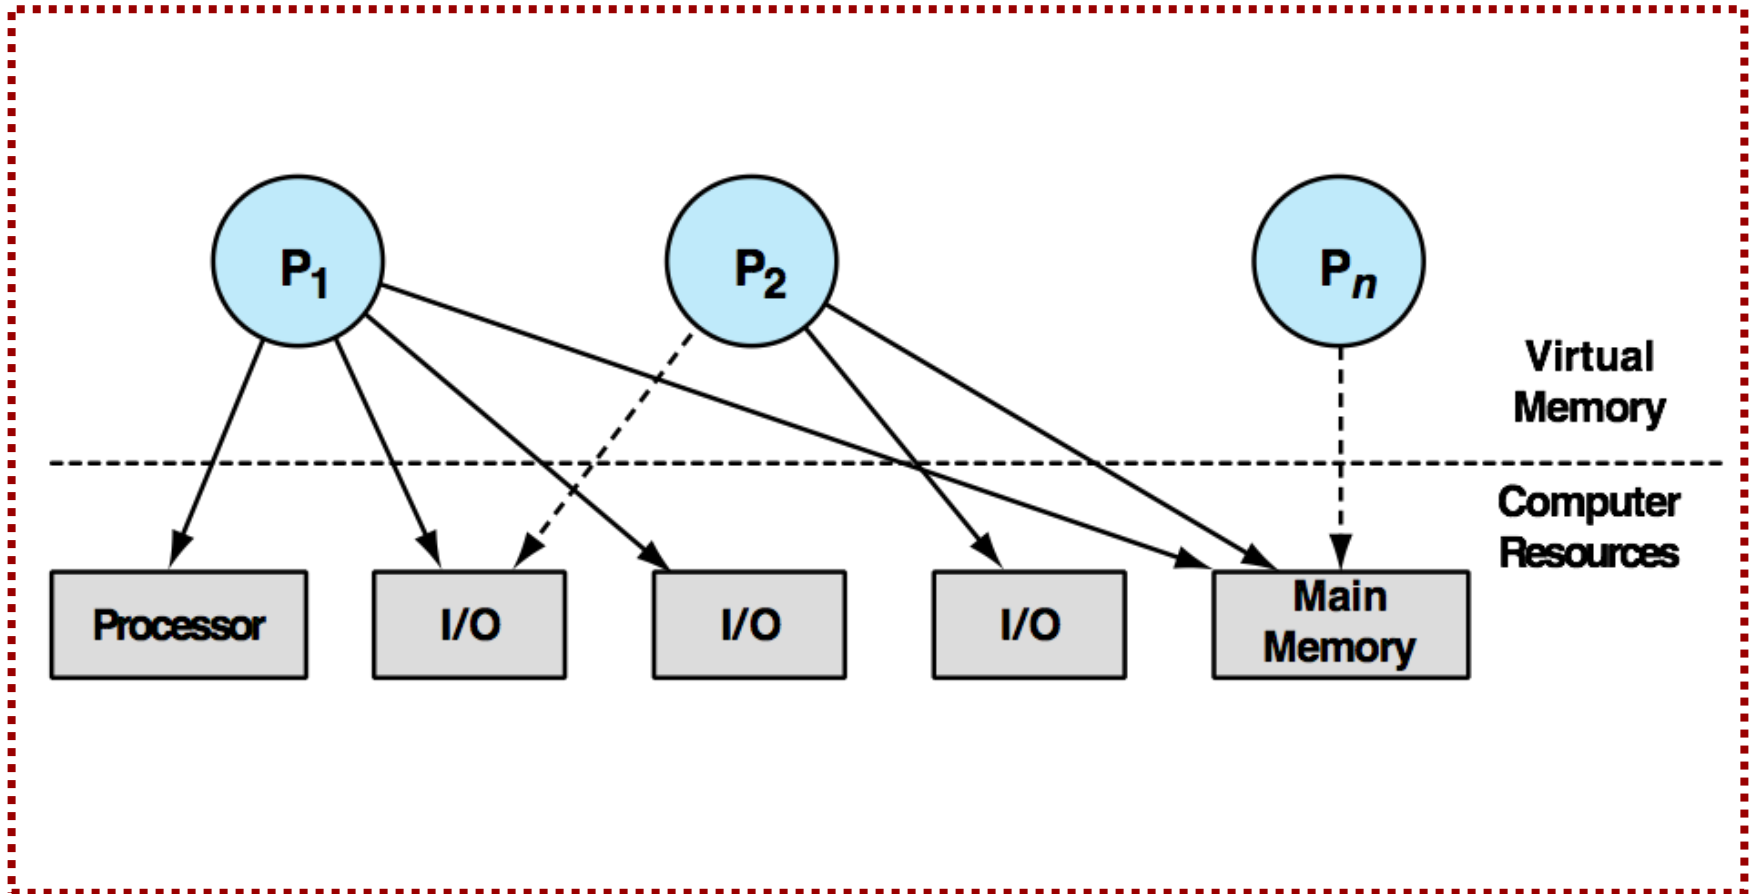 P1
P2
Pn
Virtual
Memory
Computer
Resources
Processor
I/O
I/O
I/O
Main
Memory